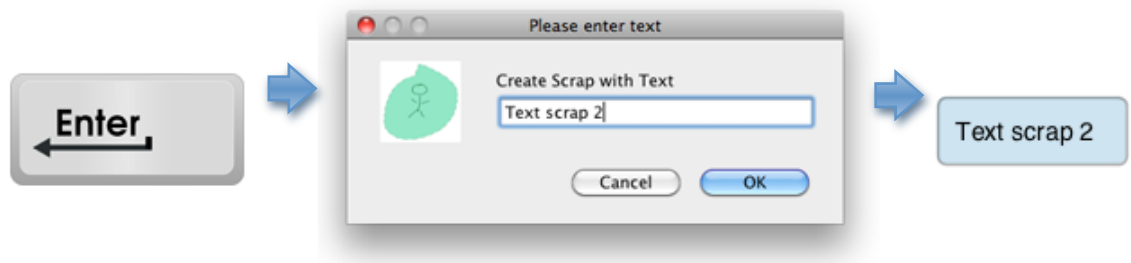 Please enter text
Create Scrap with Text
Enter
Text scrap 2
Text scrap 2
Cancel OK